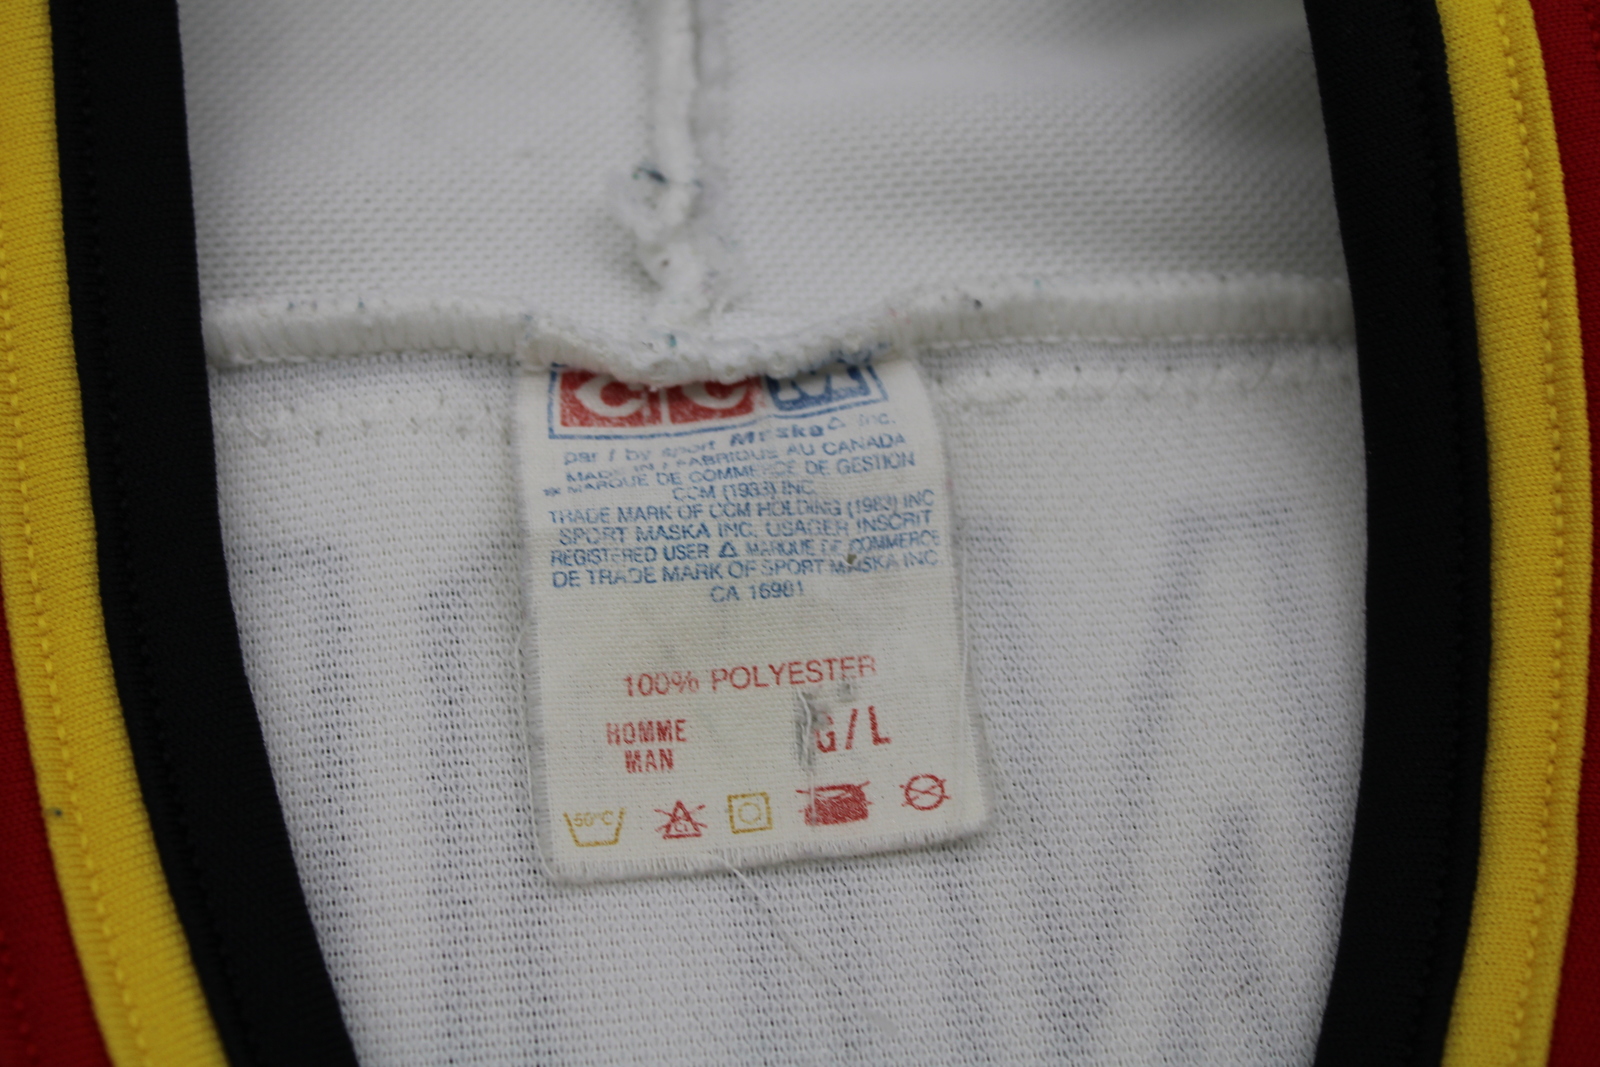 CCM
par / by sport Maska△ inc.
MADE IN / FABRIQUE AU CANADA
* MARQUE DE COMMERCE DE GESTION
CCM (1983) INC.
TRADE MARK OF CCM HOLDING (1983) INC
SPORT MASKA INC. USAGER INSCRIT
REGISTERED USER △ MARQUE DE COMMERCE
DE TRADE MARK OF SPORT MASKA INC
CA 16981
100% POLYESTER
HOMME G/L
MAN
50°C
CL